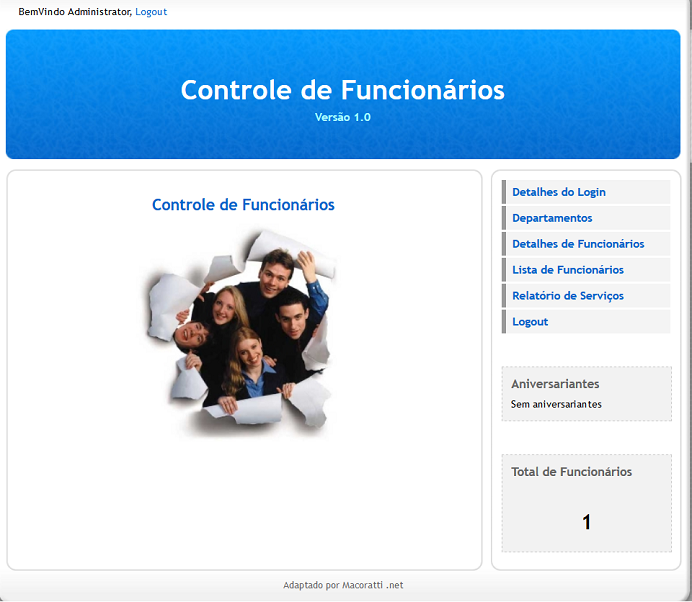 BemVindo Administrator, Logout
Controle de Funcionários
Versão 1.0
Controle de Funcionários
Detalhes do Login
Departamentos
Detalhes de Funcionários
Lista de Funcionários
Relatório de Serviços
Logout
Aniversariantes
Sem aniversariantes
Total de Funcionários
1
Adaptado por Macoratti .net